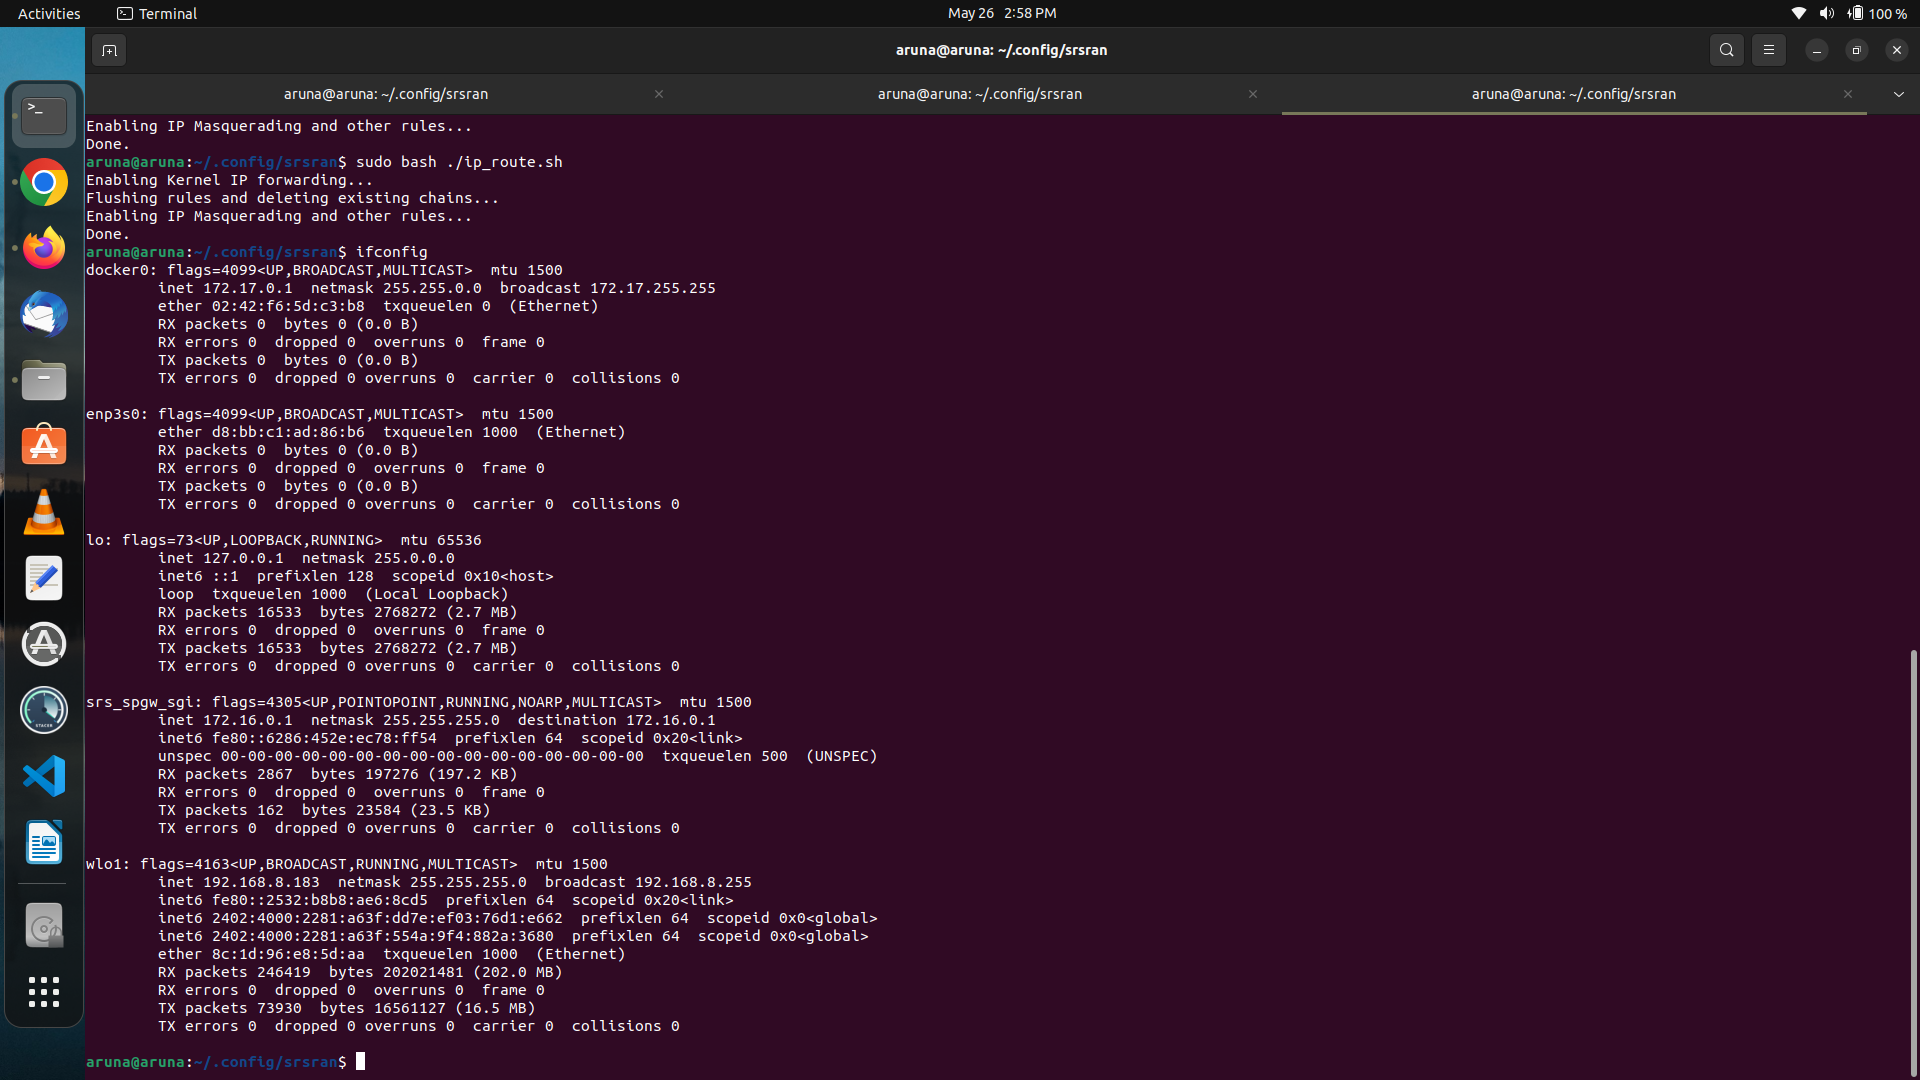 Activities Terminal May 26 2:58 PM 100 %
aruna@aruna: ~/.config/srsran
aruna@aruna: ~/.config/srsran aruna@aruna: ~/.config/srsran aruna@aruna: ~/.config/srsran
Enabling IP Masquerading and other rules...
Done.
aruna@aruna:~/.config/srsran$ sudo bash ./ip_route.sh
Enabling Kernel IP forwarding...
Flushing rules and deleting existing chains...
Enabling IP Masquerading and other rules...
Done.
aruna@aruna:~/.config/srsran$ ifconfig
docker0: flags=4099<UP,BROADCAST,MULTICAST>  mtu 1500
        inet 172.17.0.1  netmask 255.255.0.0  broadcast 172.17.255.255
        ether 02:42:f6:5d:c3:b8  txqueuelen 0  (Ethernet)
        RX packets 0  bytes 0 (0.0 B)
        RX errors 0  dropped 0  overruns 0  frame 0
        TX packets 0  bytes 0 (0.0 B)
        TX errors 0  dropped 0 overruns 0  carrier 0  collisions 0

enp3s0: flags=4099<UP,BROADCAST,MULTICAST>  mtu 1500
        ether d8:bb:c1:ad:86:b6  txqueuelen 1000  (Ethernet)
        RX packets 0  bytes 0 (0.0 B)
        RX errors 0  dropped 0  overruns 0  frame 0
        TX packets 0  bytes 0 (0.0 B)
        TX errors 0  dropped 0 overruns 0  carrier 0  collisions 0

lo: flags=73<UP,LOOPBACK,RUNNING>  mtu 65536
        inet 127.0.0.1  netmask 255.0.0.0
        inet6 ::1  prefixlen 128  scopeid 0x10<host>
        loop  txqueuelen 1000  (Local Loopback)
        RX packets 16533  bytes 2768272 (2.7 MB)
        RX errors 0  dropped 0  overruns 0  frame 0
        TX packets 16533  bytes 2768272 (2.7 MB)
        TX errors 0  dropped 0 overruns 0  carrier 0  collisions 0

srs_spgw_sgi: flags=4305<UP,POINTOPOINT,RUNNING,NOARP,MULTICAST>  mtu 1500
        inet 172.16.0.1  netmask 255.255.255.0  destination 172.16.0.1
        inet6 fe80::6286:452e:ec78:ff54  prefixlen 64  scopeid 0x20<link>
        unspec 00-00-00-00-00-00-00-00-00-00-00-00-00-00-00-00  txqueuelen 500  (UNSPEC)
        RX packets 2867  bytes 197276 (197.2 KB)
        RX errors 0  dropped 0  overruns 0  frame 0
        TX packets 162  bytes 23584 (23.5 KB)
        TX errors 0  dropped 0 overruns 0  carrier 0  collisions 0

wlo1: flags=4163<UP,BROADCAST,RUNNING,MULTICAST>  mtu 1500
        inet 192.168.8.183  netmask 255.255.255.0  broadcast 192.168.8.255
        inet6 fe80::2532:b8b8:ae6:8cd5  prefixlen 64  scopeid 0x20<link>
        inet6 2402:4000:2281:a63f:dd7e:ef03:76d1:e662  prefixlen 64  scopeid 0x0<global>
        inet6 2402:4000:2281:a63f:554a:9f4:882a:3680  prefixlen 64  scopeid 0x0<global>
        ether 8c:1d:96:e8:5d:aa  txqueuelen 1000  (Ethernet)
        RX packets 246419  bytes 202021481 (202.0 MB)
        RX errors 0  dropped 0  overruns 0  frame 0
        TX packets 73930  bytes 16561127 (16.5 MB)
        TX errors 0  dropped 0 overruns 0  carrier 0  collisions 0

aruna@aruna:~/.config/srsran$